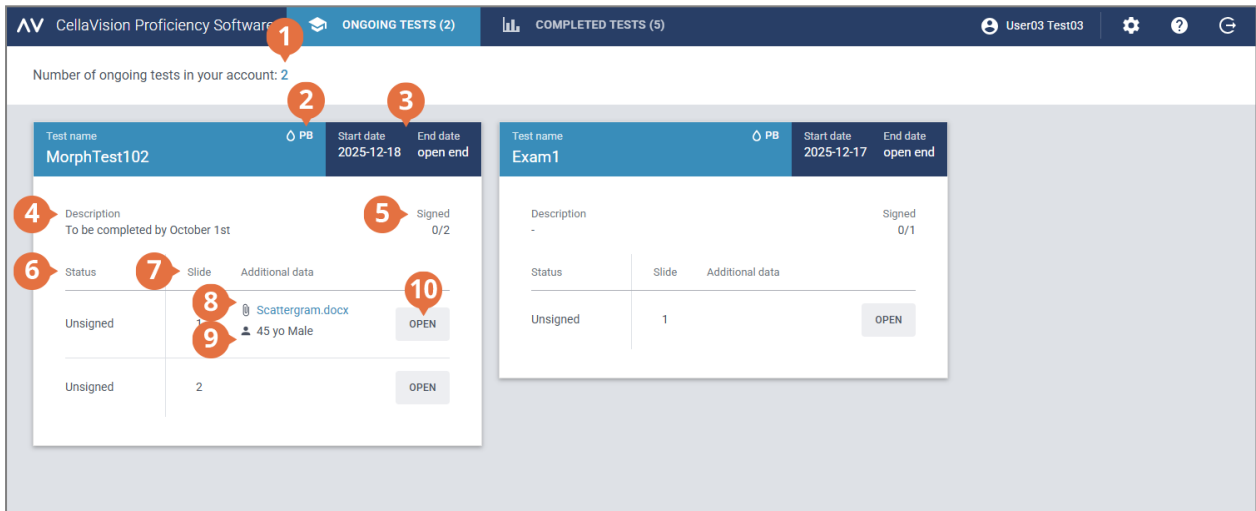 CellaVision Proficiency Software
ONGOING TESTS (2)
COMPLETED TESTS (5)
User03 Test03
1
Number of ongoing tests in your account: 2
2
3
Test name
PB
Start date
End date
MorphTest102
2025-12-18
open end
Test name
PB
Start date
End date
Exam1
2025-12-17
open end
4
Description
5
Signed
To be completed by October 1st
0/2
6
Status
7
Slide
Additional data
10
Unsigned
1
8
Scattergram.docx
9
45 yo Male
OPEN
Unsigned
2
OPEN
Description
Signed
-
0/1
Status
Slide
Additional data
Unsigned
1
OPEN